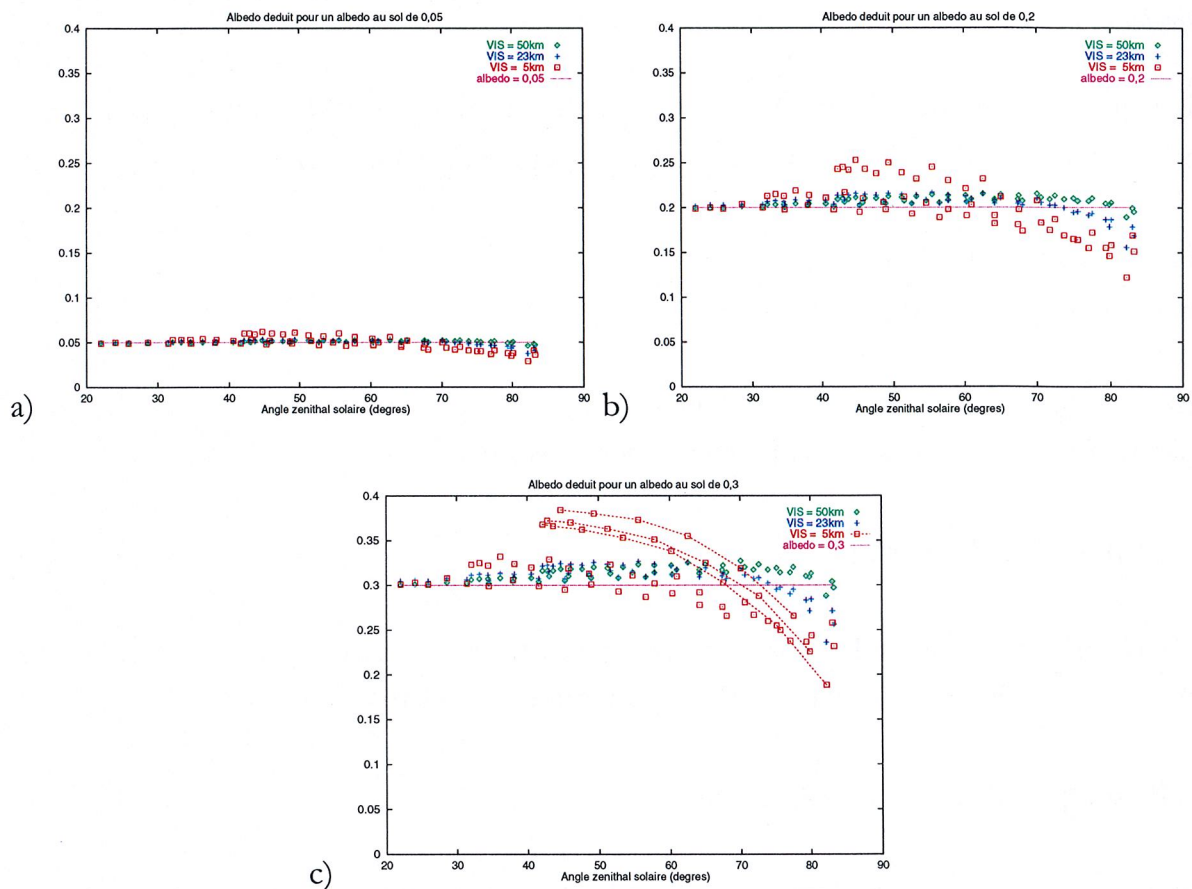 Albedo deduit pour un albedo au sol de 0,05
0.4
0.35
0.3
0.25
0.2
0.15
0.1
0.05
0
VIS = 50km
VIS = 23km
VIS = 5km
albedo = 0,05
20 30 40 50 60 70 80 90
Angle zenithal solaire (degres)
a)
Albedo deduit pour un albedo au sol de 0,2
0.4
0.35
0.3
0.25
0.2
0.15
0.1
0.05
0
VIS = 50km
VIS = 23km
VIS = 5km
albedo = 0,2
20 30 40 50 60 70 80 90
Angle zenithal solaire (degres)
b)
Albedo deduit pour un albedo au sol de 0,3
0.4
0.35
0.3
0.25
0.2
0.15
0.1
0.05
0
VIS = 50km
VIS = 23km
VIS = 5km
albedo = 0,3
20 30 40 50 60 70 80 90
Angle zenithal solaire (degres)
c)